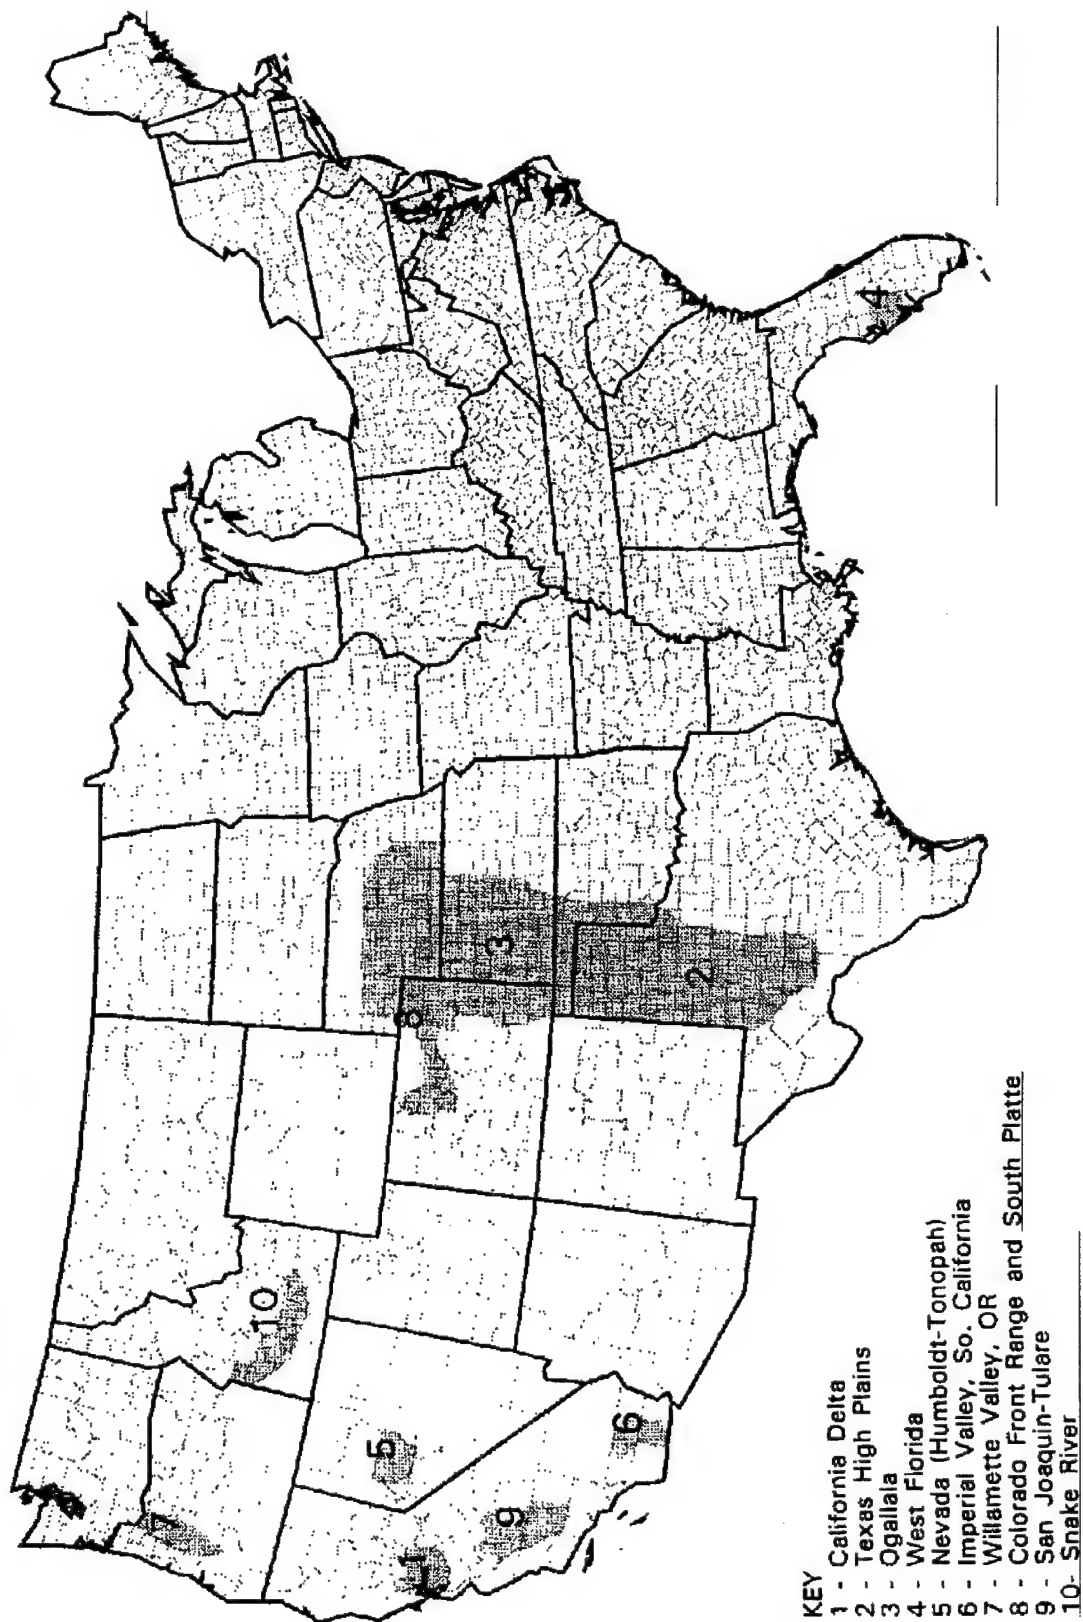 10
7
5
1
9
6
8
3
2
4
KEY
1 - California Delta
2 - Texas High Plains
3 - Ogallala
4 - West Florida
5 - Nevada (Humboldt-Tonopah)
6 - Imperial Valley, So. California
7 - Willamette Valley, OR
8 - Colorado Front Range and South Platte
9 - San Joaquin-Tulare
10- Snake River